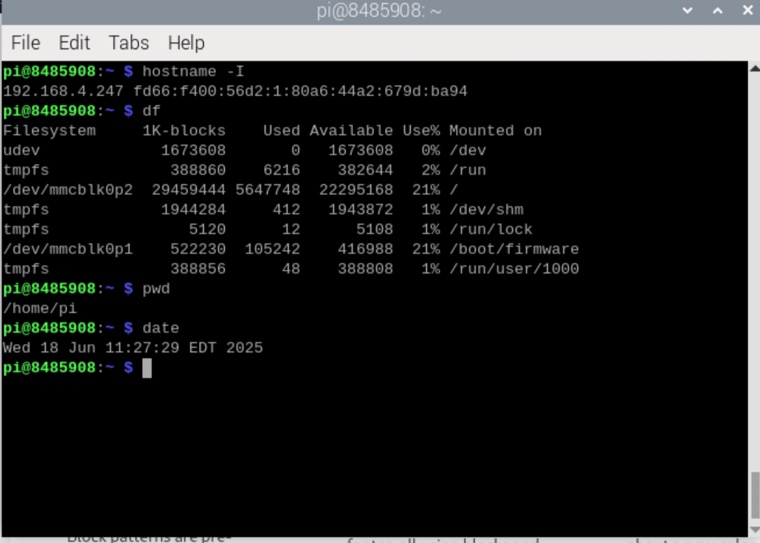 pi@8485908: ~
File Edit Tabs Help
pi@8485908:~ $ hostname -I
192.168.4.247 fd66:f400:56d2:1:80a6:44a2:679d:ba94
pi@8485908:~ $ df
Filesystem     1K-blocks    Used Available Use% Mounted on
udev             1673608       0   1673608   0% /dev
tmpfs             388860    6216    382644   2% /run
/dev/mmcblk0p2  29459444 5647748  22295168  21% /
tmpfs            1944284     412   1943872   1% /dev/shm
tmpfs               5120      12      5108   1% /run/lock
/dev/mmcblk0p1    522230  105242    416988  21% /boot/firmware
tmpfs             388856      48    388808   1% /run/user/1000
pi@8485908:~ $ pwd
/home/pi
pi@8485908:~ $ date
Wed 18 Jun 11:27:29 EDT 2025
pi@8485908:~ $
Block patterns are pre-